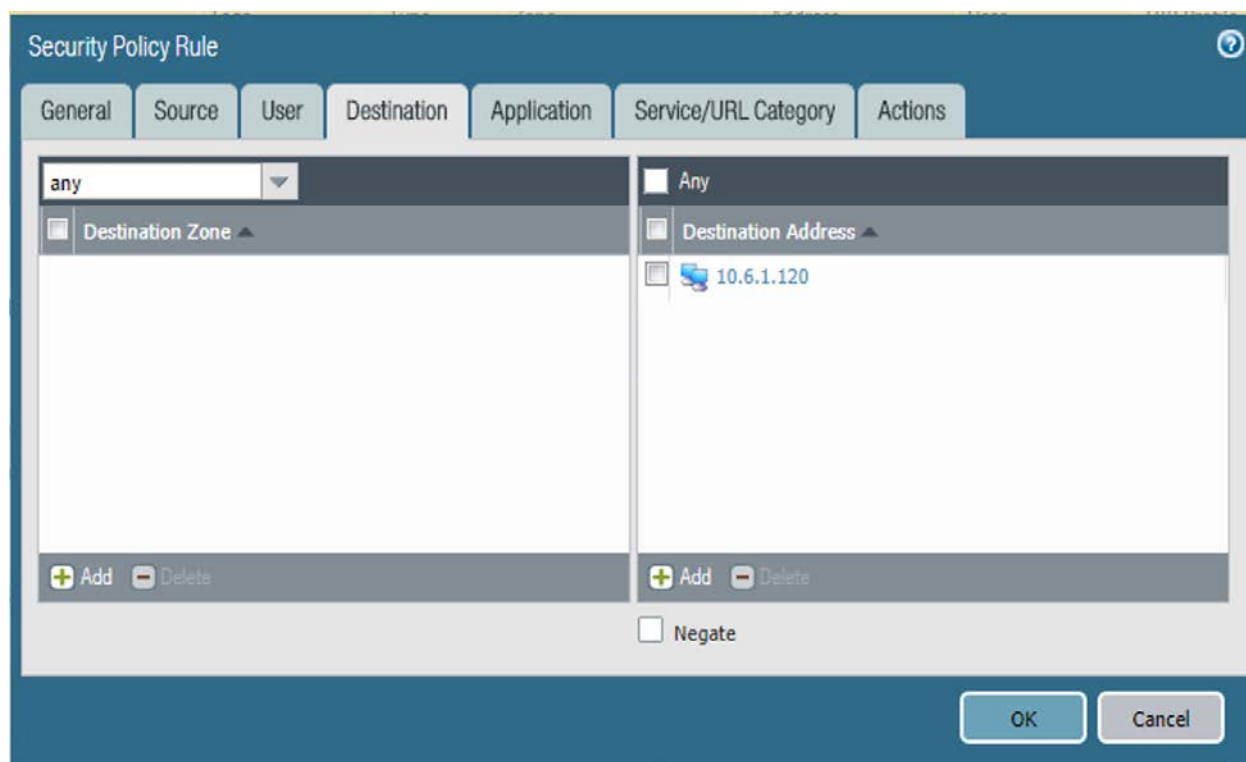 Security Policy Rule
General Source User Destination Application Service/URL Category Actions
any Any
Destination Zone Destination Address
10.6.1.120
Add Delete Add Delete
Negate
OK Cancel